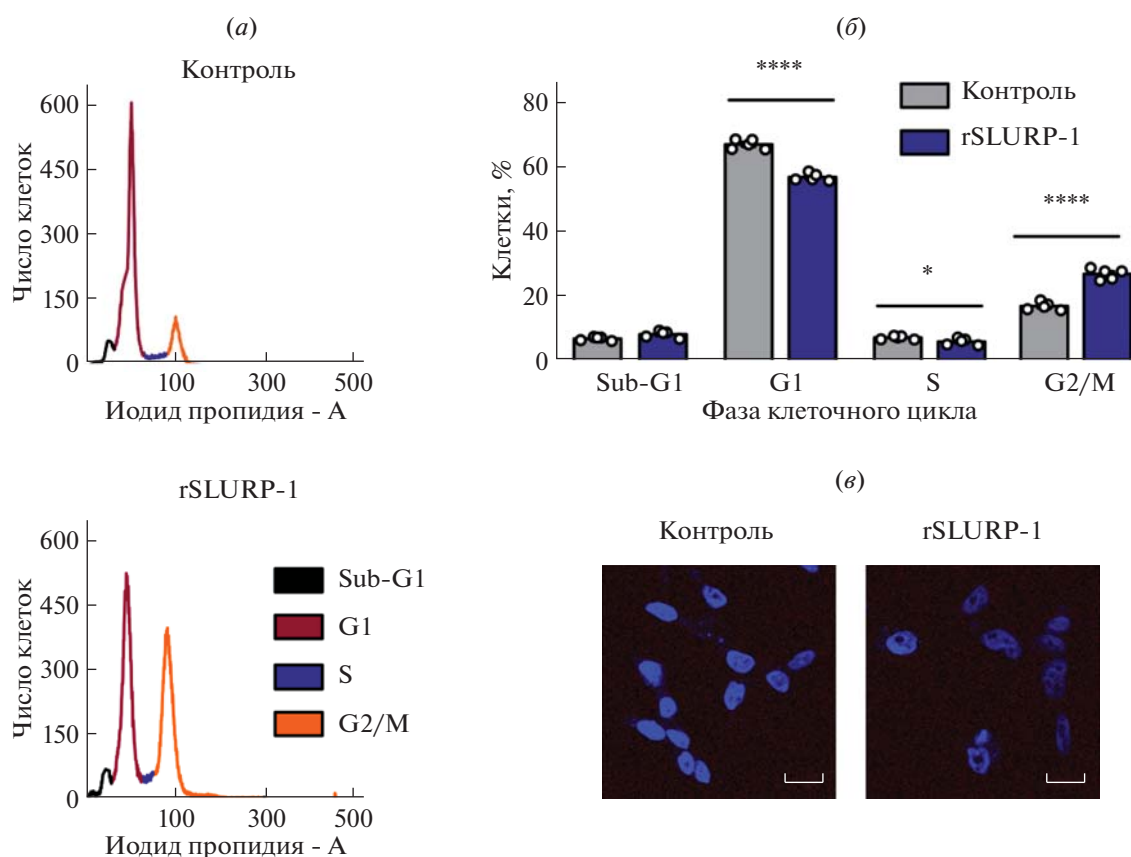 (а)
Контроль
600
450
300
150
0
Число клеток
100 300 500
Иодид пропидия - А
rSLURP-1
600
450
300
150
0
Число клеток
Sub-G1
G1
S
G2/M
100 300 500
Иодид пропидия - А
(б)
80
60
40
20
0
Клетки, %
****
*
****
Контроль
rSLURP-1
Sub-G1 G1 S G2/M
Фаза клеточного цикла
(в)
Контроль rSLURP-1